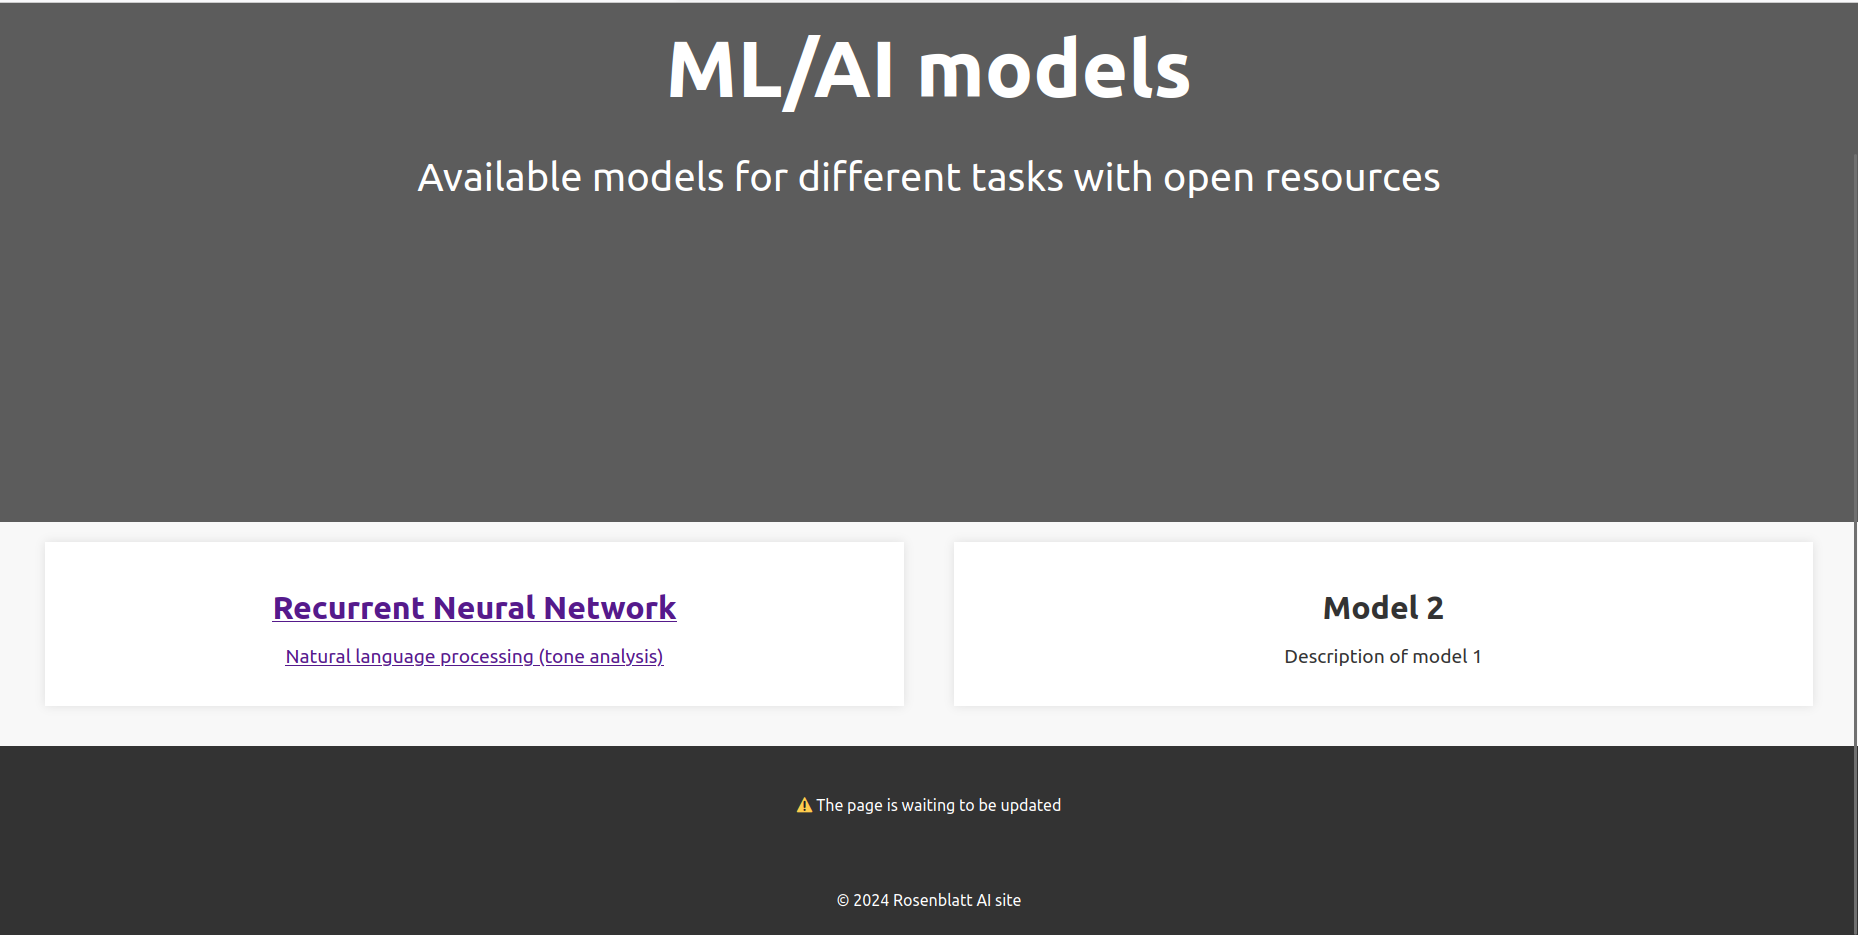 ML/AI models
Available models for different tasks with open resources
Recurrent Neural Network
Natural language processing (tone analysis)
Model 2
Description of model 1
⚠️ The page is waiting to be updated
© 2024 Rosenblatt AI site